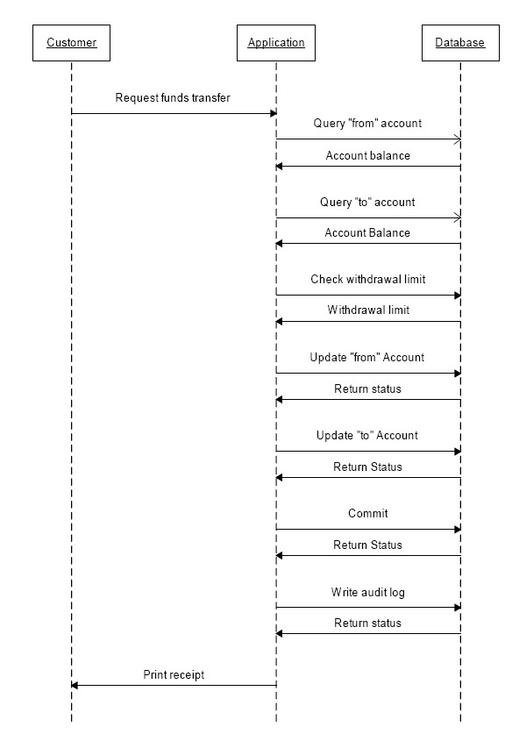 Customer
Application
Database
Request funds transfer
Query "from" account
Account balance
Query "to" account
Account Balance
Check withdrawal limit
Withdrawal limit
Update "from" Account
Return status
Update "to" Account
Return Status
Commit
Return Status
Write audit log
Return status
Print receipt